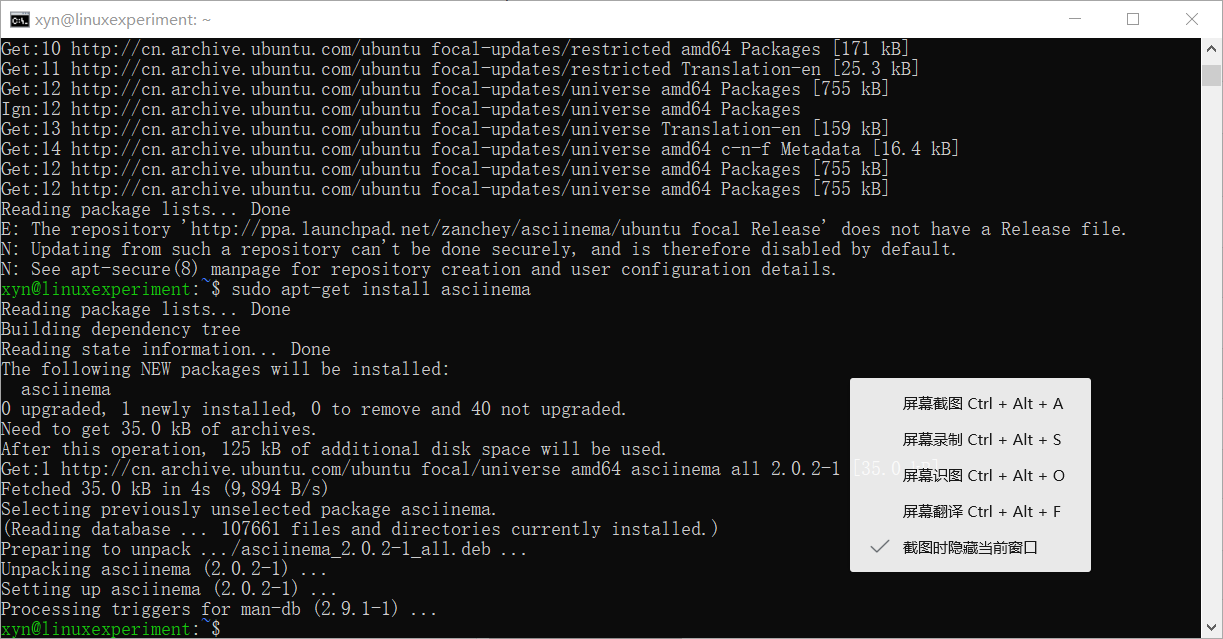 xyn@linuxexperiment: ~
Get:10 http://cn.archive.ubuntu.com/ubuntu focal-updates/restricted amd64 Packages [171 kB]
Get:11 http://cn.archive.ubuntu.com/ubuntu focal-updates/restricted Translation-en [25.3 kB]
Get:12 http://cn.archive.ubuntu.com/ubuntu focal-updates/universe amd64 Packages [755 kB]
Ign:12 http://cn.archive.ubuntu.com/ubuntu focal-updates/universe amd64 Packages
Get:13 http://cn.archive.ubuntu.com/ubuntu focal-updates/universe Translation-en [159 kB]
Get:14 http://cn.archive.ubuntu.com/ubuntu focal-updates/universe amd64 c-n-f Metadata [16.4 kB]
Get:12 http://cn.archive.ubuntu.com/ubuntu focal-updates/universe amd64 Packages [755 kB]
Get:12 http://cn.archive.ubuntu.com/ubuntu focal-updates/universe amd64 Packages [755 kB]
Reading package lists... Done
E: The repository 'http://ppa.launchpad.net/zanchey/asciinema/ubuntu focal Release' does not have a Release file.
N: Updating from such a repository can't be done securely, and is therefore disabled by default.
N: See apt-secure(8) manpage for repository creation and user configuration details.
xyn@linuxexperiment:~$ sudo apt-get install asciinema
Reading package lists... Done
Building dependency tree
Reading state information... Done
The following NEW packages will be installed:
  asciinema
0 upgraded, 1 newly installed, 0 to remove and 40 not upgraded.
Need to get 35.0 kB of archives.
After this operation, 125 kB of additional disk space will be used.
Get:1 http://cn.archive.ubuntu.com/ubuntu focal/universe amd64 asciinema all 2.0.2-1 [35.0 kB]
Fetched 35.0 kB in 4s (9,894 B/s)
Selecting previously unselected package asciinema.
(Reading database ... 107661 files and directories currently installed.)
Preparing to unpack .../asciinema_2.0.2-1_all.deb ...
Unpacking asciinema (2.0.2-1) ...
Setting up asciinema (2.0.2-1) ...
Processing triggers for man-db (2.9.1-1) ...
xyn@linuxexperiment:~$
屏幕截图 Ctrl + Alt + A
屏幕录制 Ctrl + Alt + S
屏幕识图 Ctrl + Alt + O
屏幕翻译 Ctrl + Alt + F
截图时隐藏当前窗口